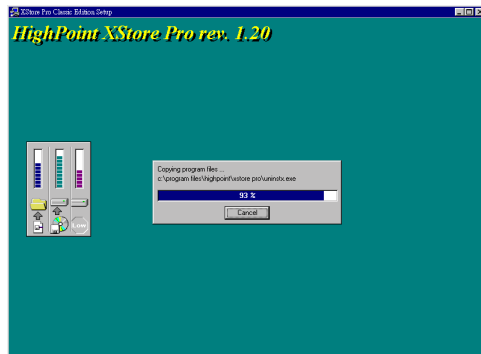 XStore Pro Classic Edition Setup
HighPoint XStore Pro rev. 1.20
Copying program files ...
c:\program files\highpoint\xstore pro\uninstx.exe
93 %
Cancel
Low